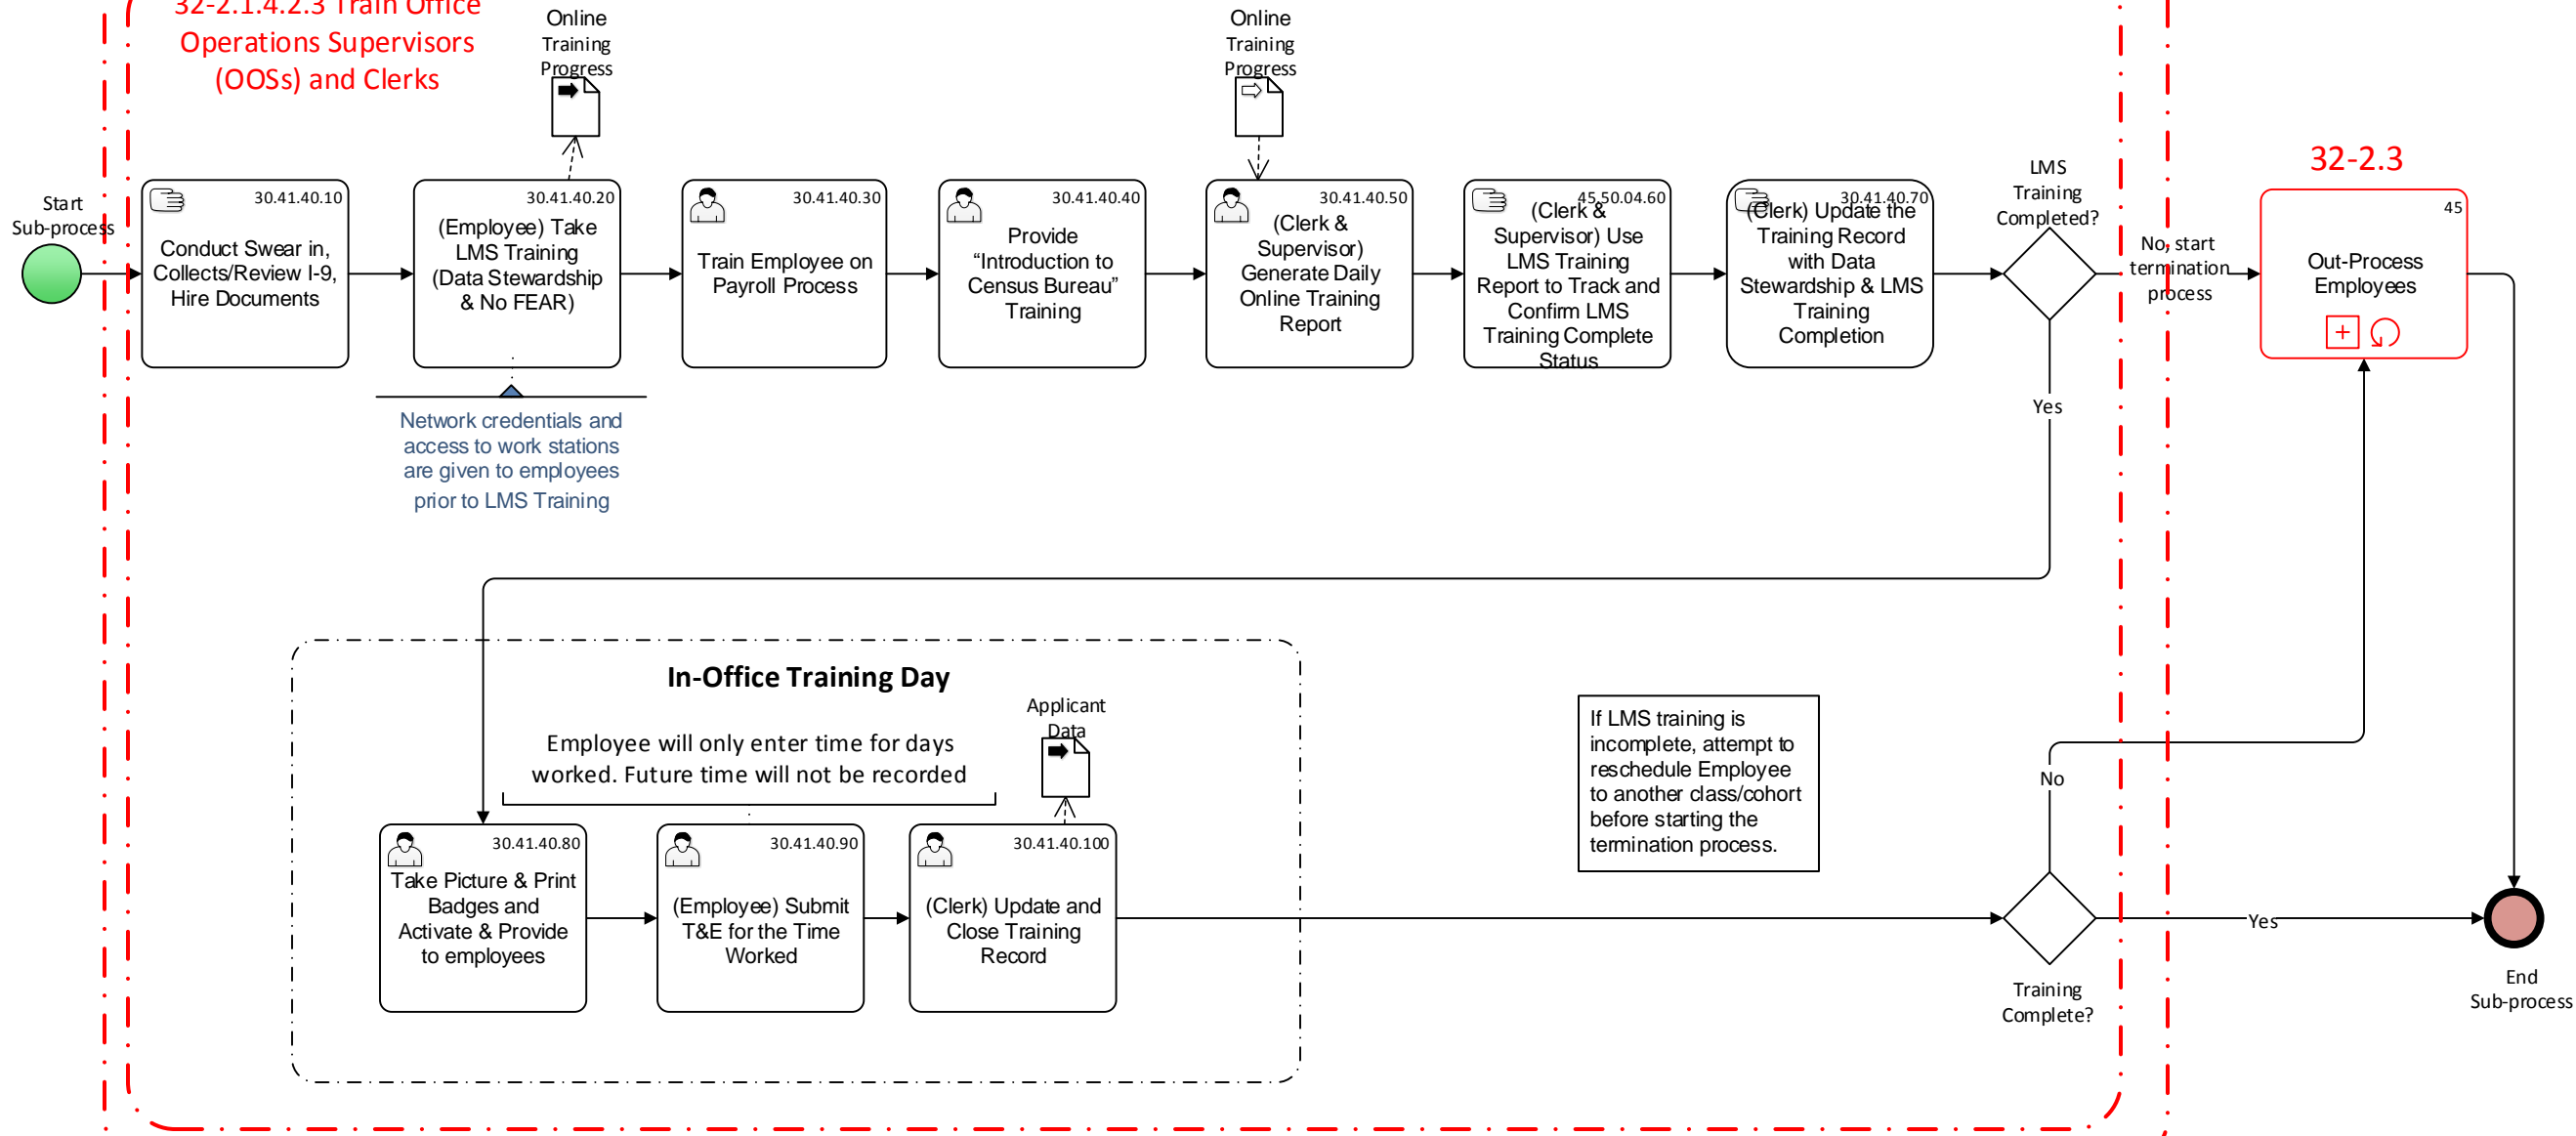 32-2.1.4.2.3 Train Office
Operations Supervisors
(OOSs) and Clerks
Online
Training
Progress
Online
Training
Progress
Start
Sub-process
30.41.40.10
Conduct Swear in,
Collects/Review I-9,
Hire Documents
30.41.40.20
(Employee) Take
LMS Training
(Data Stewardship
& No FEAR)
Network credentials and
access to work stations
are given to employees
prior to LMS Training
30.41.40.30
Train Employee on
Payroll Process
30.41.40.40
Provide
“Introduction to
Census Bureau”
Training
30.41.40.50
(Clerk &
Supervisor)
Generate Daily
Online Training
Report
45.50.04.60
(Clerk &
Supervisor) Use
LMS Training
Report to Track and
Confirm LMS
Training Complete
Status
30.41.40.70
(Clerk) Update the
Training Record
with Data
Stewardship & LMS
Training
Completion
LMS
Training
Completed?
No, start
termination
process
Yes
32-2.3
45
Out-Process
Employees
In-Office Training Day
Employee will only enter time for days
worked. Future time will not be recorded
Applicant
Data
30.41.40.80
Take Picture & Print
Badges and
Activate & Provide
to employees
30.41.40.90
(Employee) Submit
T&E for the Time
Worked
30.41.40.100
(Clerk) Update and
Close Training
Record
If LMS training is
incomplete, attempt to
reschedule Employee
to another class/cohort
before starting the
termination process.
No
Training
Complete?
Yes
End
Sub-process